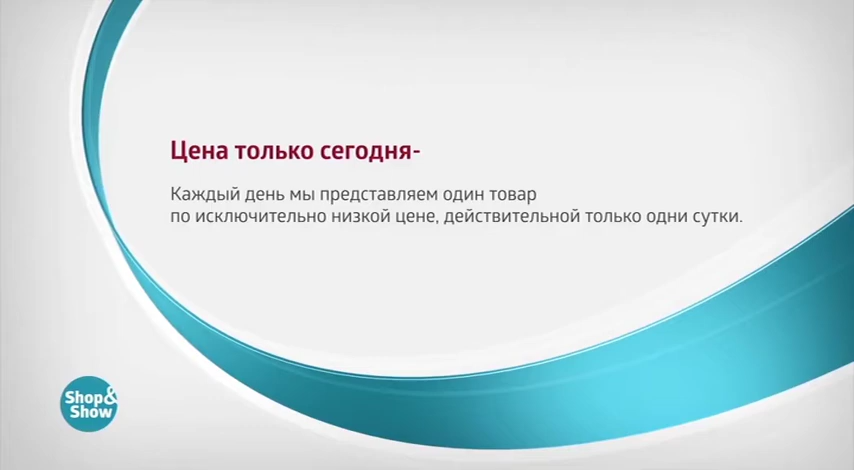 Цена только сегодня-
Каждый день мы представляем один товар
по исключительно низкой цене, действительной только одни сутки.
Shop&
Show